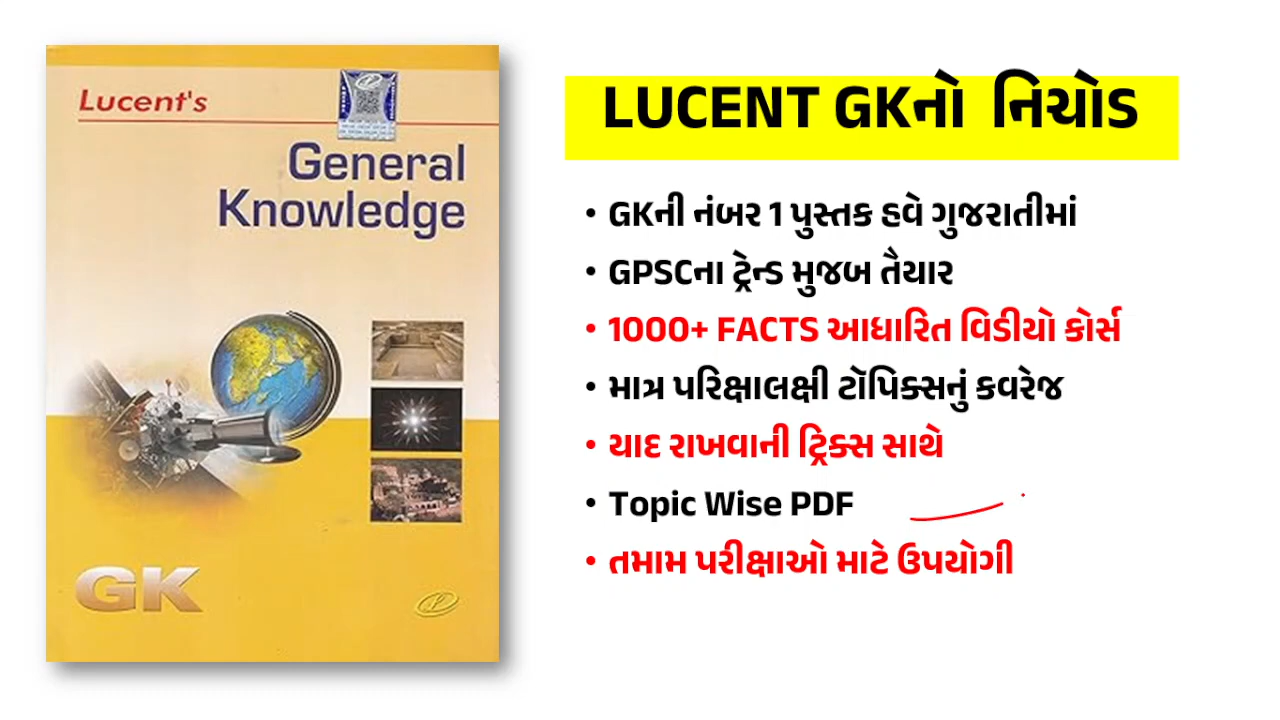 Lucent's
General
Knowledge
GK
LUCENT GKનો નિચોડ
• GKની નંબર 1 પુસ્તક હવે ગુજરાતીમાં
• GPSCના ટ્રેન્ડ મુજબ તૈયાર
• 1000+ FACTS આધારિત વિડીયો કોર્સ
• માત્ર પરિક્ષાલક્ષી ટૉપિક્સનું કવરેજ
• યાદ રાખવાની ટ્રિક્સ સાથે
• Topic Wise PDF
• તમામ પરીક્ષાઓ માટે ઉપયોગી